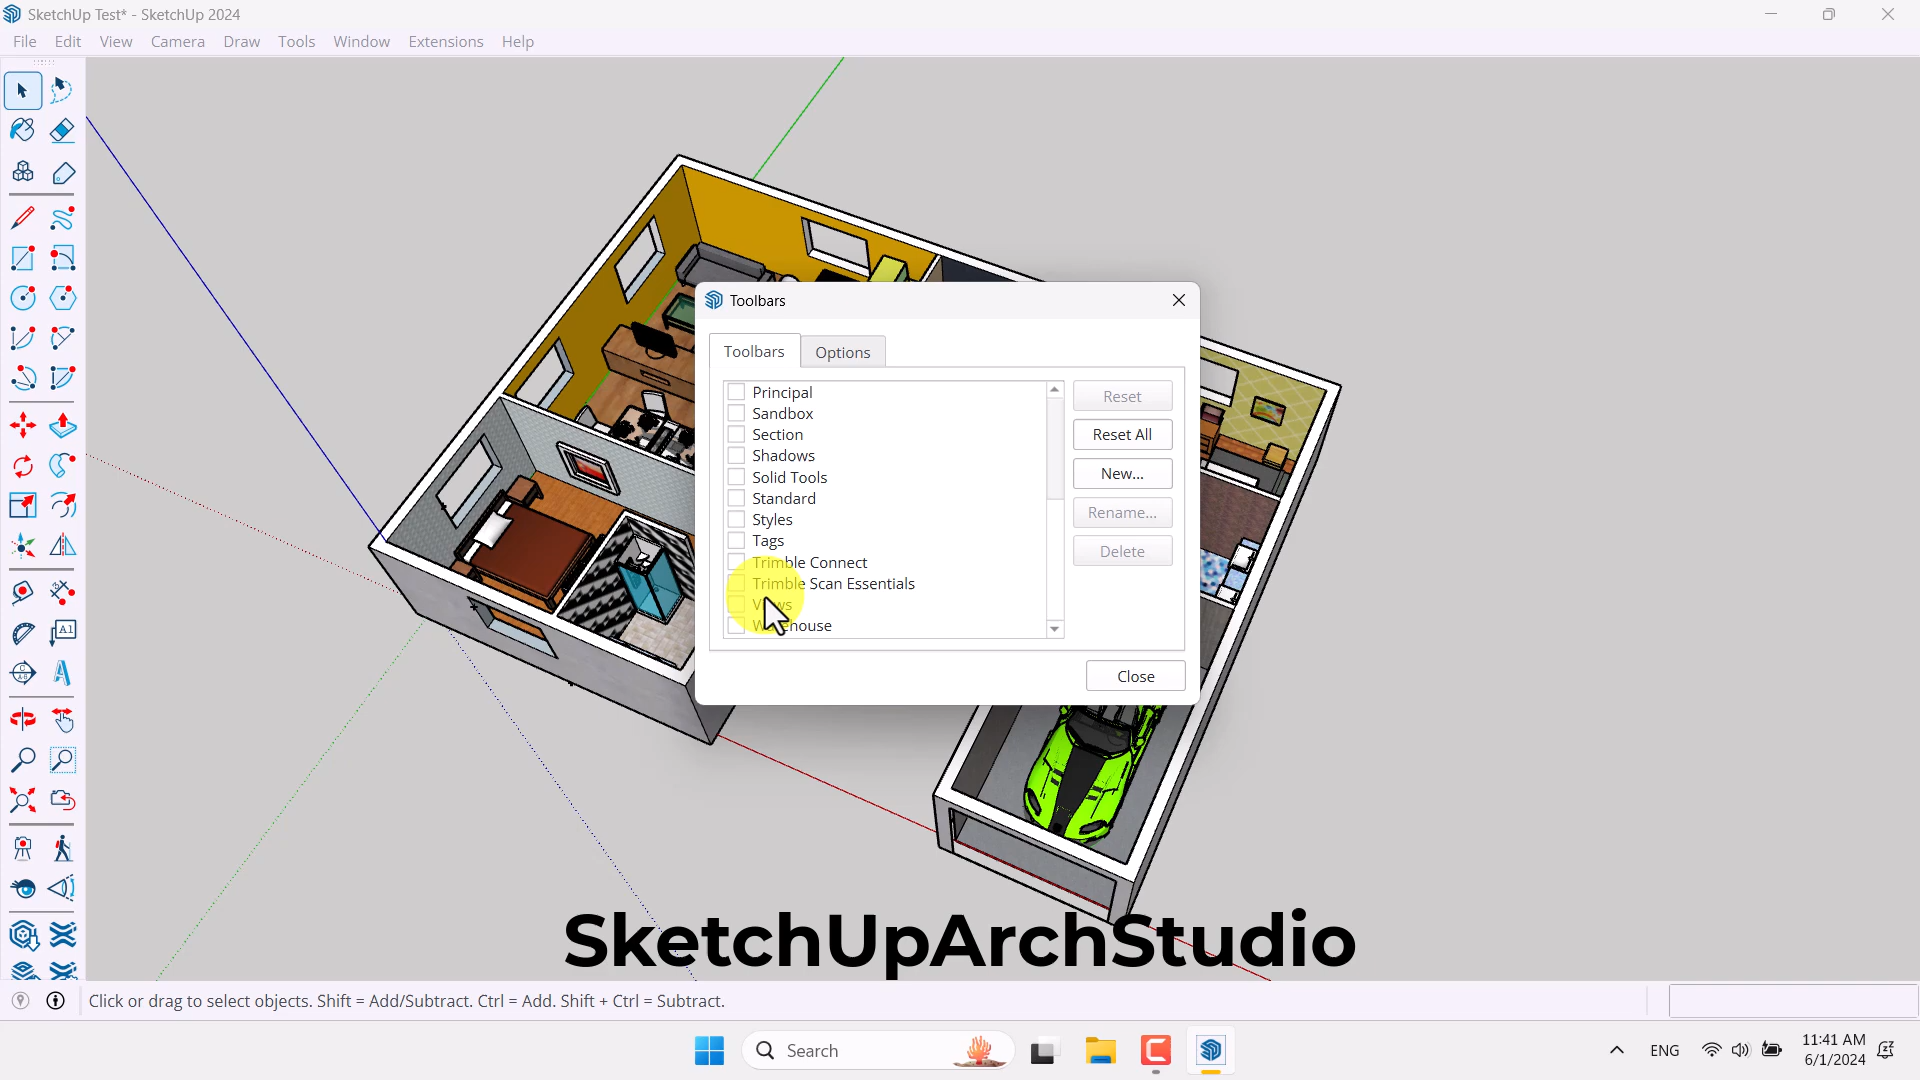 SketchUp Test* - SketchUp 2024
File Edit View Camera Draw Tools Window Extensions Help
Toolbars
Toolbars Options
Principal
Sandbox
Section
Shadows
Solid Tools
Standard
Styles
Tags
Trimble Connect
Trimble Scan Essentials
Views
Warehouse
Reset
Reset All
New...
Rename...
Delete
Close
A1
SketchUpArchStudio
Click or drag to select objects. Shift = Add/Subtract. Ctrl = Add. Shift + Ctrl = Subtract.
Search
ENG
11:41 AM
6/1/2024